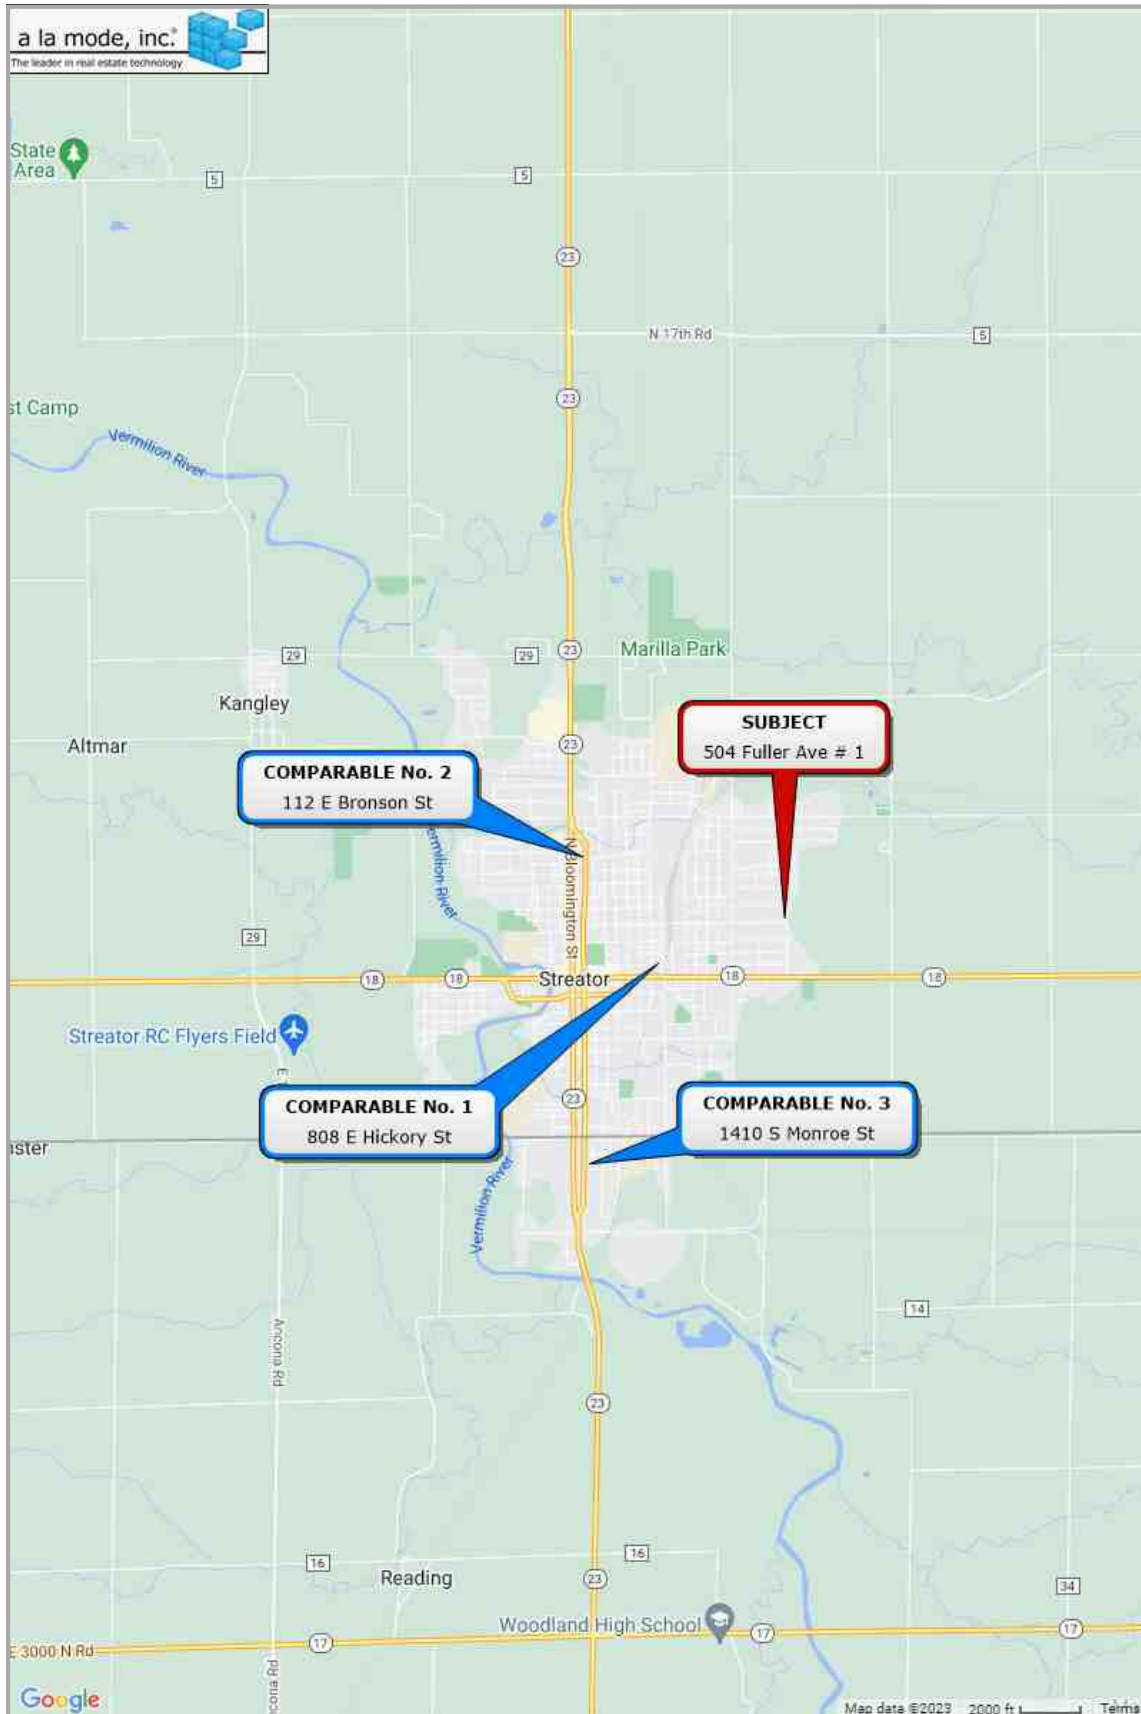 a la mode, inc.®
The leader in real estate technology
State
Area
5
5
23
N 17th Rd
5
23
st Camp
Vermilion River
29
29
23
Marilla Park
Kangley
Altmar
23
SUBJECT
504 Fuller Ave # 1
COMPARABLE No. 2
112 E Bronson St
ermilion River
N Bloomington St
29
18
18
Streator
18
18
Streator RC Flyers Field
COMPARABLE No. 1
808 E Hickory St
23
COMPARABLE No. 3
1410 S Monroe St
ster
Vermilion River
14
Ancona Rd
23
16
16
Reading
23
34
Woodland High School
17
17
17
E 3000 N Rd
cona Rd
Google
Map data ©2023
2000 ft
Terms